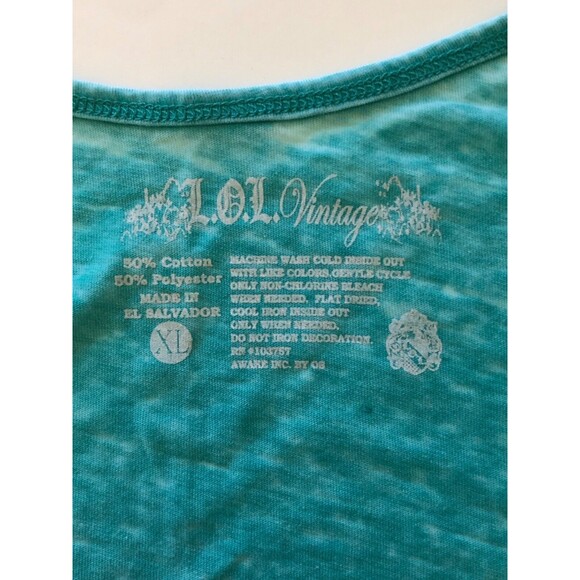 L.O.L. Vintage
50% Cotton
50% Polyester
MADE IN
EL SALVADOR
XL
MACHINE WASH COLD INSIDE OUT
WITH LIKE COLORS. GENTLE CYCLE
ONLY NON-CHLORINE BLEACH
WHEN NEEDED. FLAT DRIED,
COOL IRON INSIDE OUT
ONLY WHEN NEEDED.
DO NOT IRON DECORATION.
RN #103757
AWAKE INC. BY OS